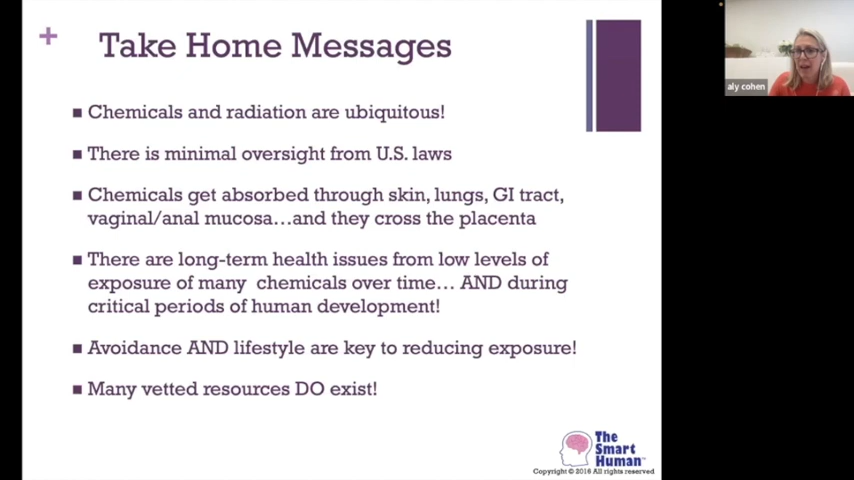 +
Take Home Messages
■ Chemicals and radiation are ubiquitous!
■ There is minimal oversight from U.S. laws
■ Chemicals get absorbed through skin, lungs, GI tract,
vaginal/anal mucosa…and they cross the placenta
■ There are long-term health issues from low levels of
exposure of many chemicals over time… AND during
critical periods of human development!
■ Avoidance AND lifestyle are key to reducing exposure!
■ Many vetted resources DO exist!
The
Smart
Human™
Copyright © 2016 All rights reserved
aly cohen